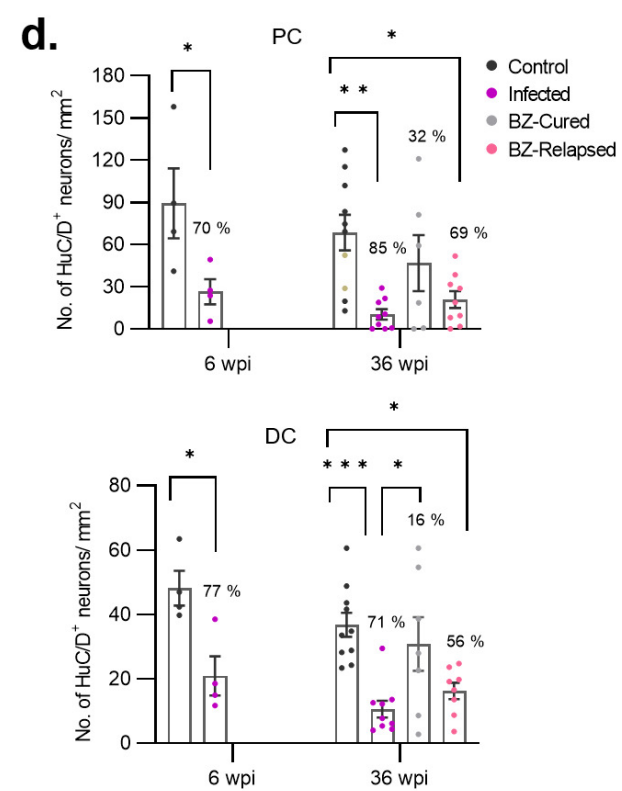 d.
PC
* 
* *
*
Control
Infected
BZ-Cured
BZ-Relapsed
No. of HuC/D+ neurons/ mm2
180
150
120
90
60
30
0
70 %
85 %
32 %
69 %
6 wpi
36 wpi
DC
*
* * *
*
*
No. of HuC/D+ neurons/ mm2
80
60
40
20
0
77 %
71 %
16 %
56 %
6 wpi
36 wpi